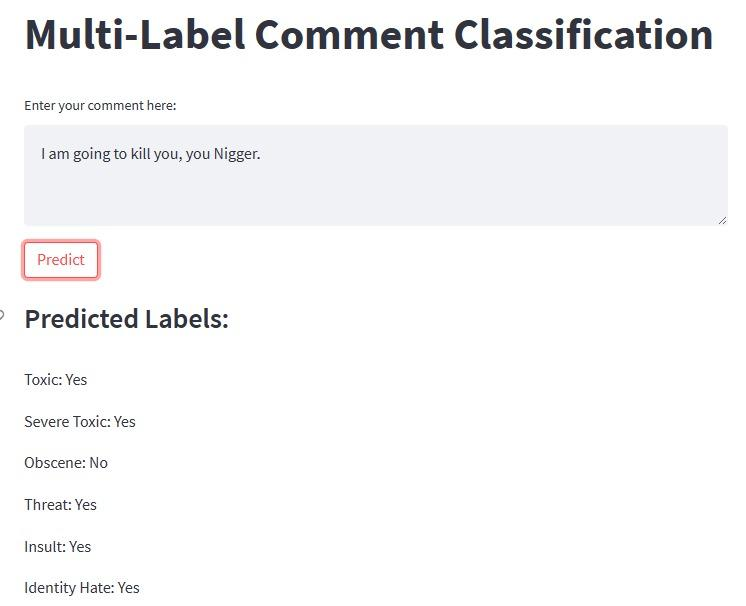 Multi-Label Comment Classification
Enter your comment here:
I am going to kill you, you Nigger.
Predict
Predicted Labels:
Toxic: Yes
Severe Toxic: Yes
Obscene: No
Threat: Yes
Insult: Yes
Identity Hate: Yes